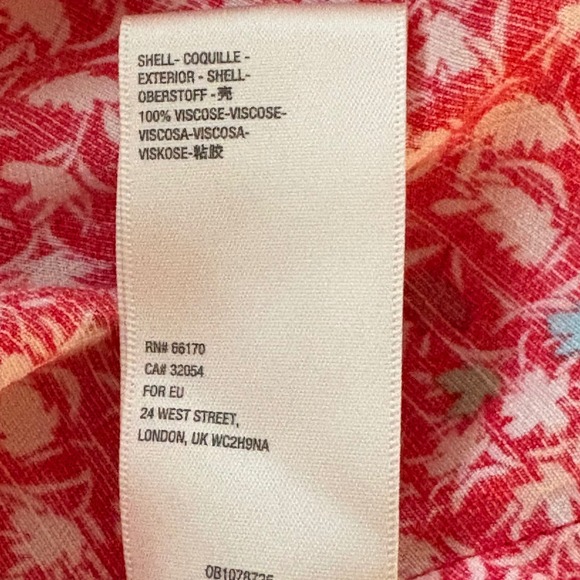 SHELL- COQUILLE -
EXTERIOR - SHELL-
OBERSTOFF -壳
100% VISCOSE-VISCOSE-
VISCOSA-VISCOSA-
VISKOSE-粘胶
RN# 66170
CA# 32054
FOR EU
24 WEST STREET,
LONDON, UK WC2H9NA